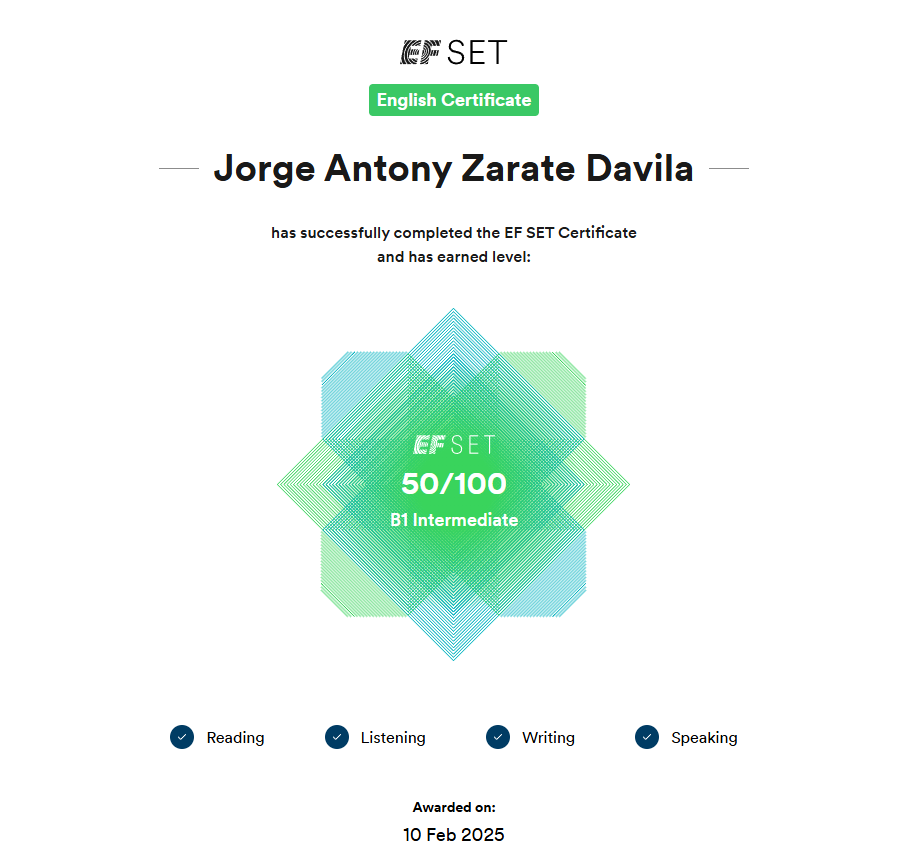 EF SET
English Certificate
Jorge Antony Zarate Davila
has successfully completed the EF SET Certificate
and has earned level:
EF SET
50/100
B1 Intermediate
Reading
Listening
Writing
Speaking
Awarded on:
10 Feb 2025